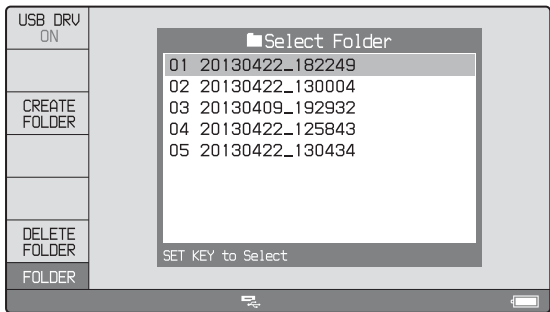 USB DRV
ON
CREATE
FOLDER
DELETE
FOLDER
FOLDER
Select Folder
01 20130422_182249
02 20130422_130004
03 20130409_192932
04 20130422_125843
05 20130422_130434
SET KEY to Select